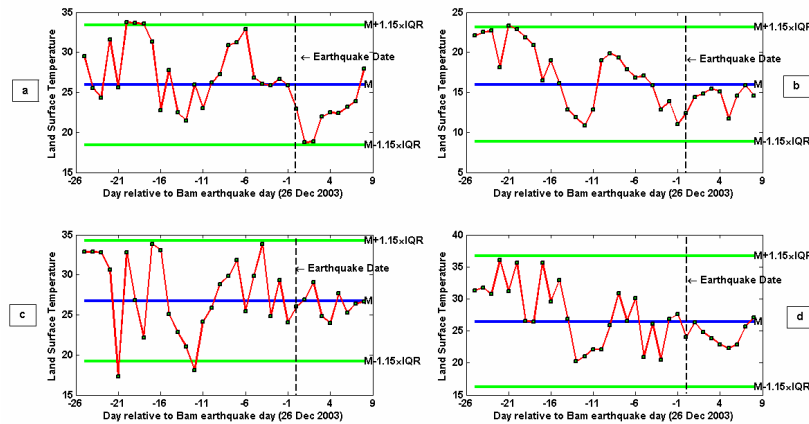 a
Land Surface Temperature
35
30
25
20
15
M+1.15×IQR
← Earthquake Date
M
M-1.15×IQR
-26 -21 -16 -11 -6 -1 4 9
Day relative to Bam earthquake day (26 Dec 2003)
b
Land Surface Temperature
25
20
15
10
5
M+1.15×IQR
← Earthquake Date
M
M-1.15×IQR
-26 -21 -16 -11 -6 -1 4 9
Day relative to Bam earthquake day (26 Dec 2003)
c
Land Surface Temperature
35
30
25
20
15
M+1.15×IQR
← Earthquake Date
M
M-1.15×IQR
-26 -21 -16 -11 -6 -1 4 9
Day relative to Bam earthquake day (26 Dec 2003)
d
Land Surface Temperature
40
35
30
25
20
15
M+1.15×IQR
← Earthquake Date
M
M-1.15×IQR
-26 -21 -16 -11 -6 -1 4 9
Day relative to Bam earthquake day (26 Dec 2003)